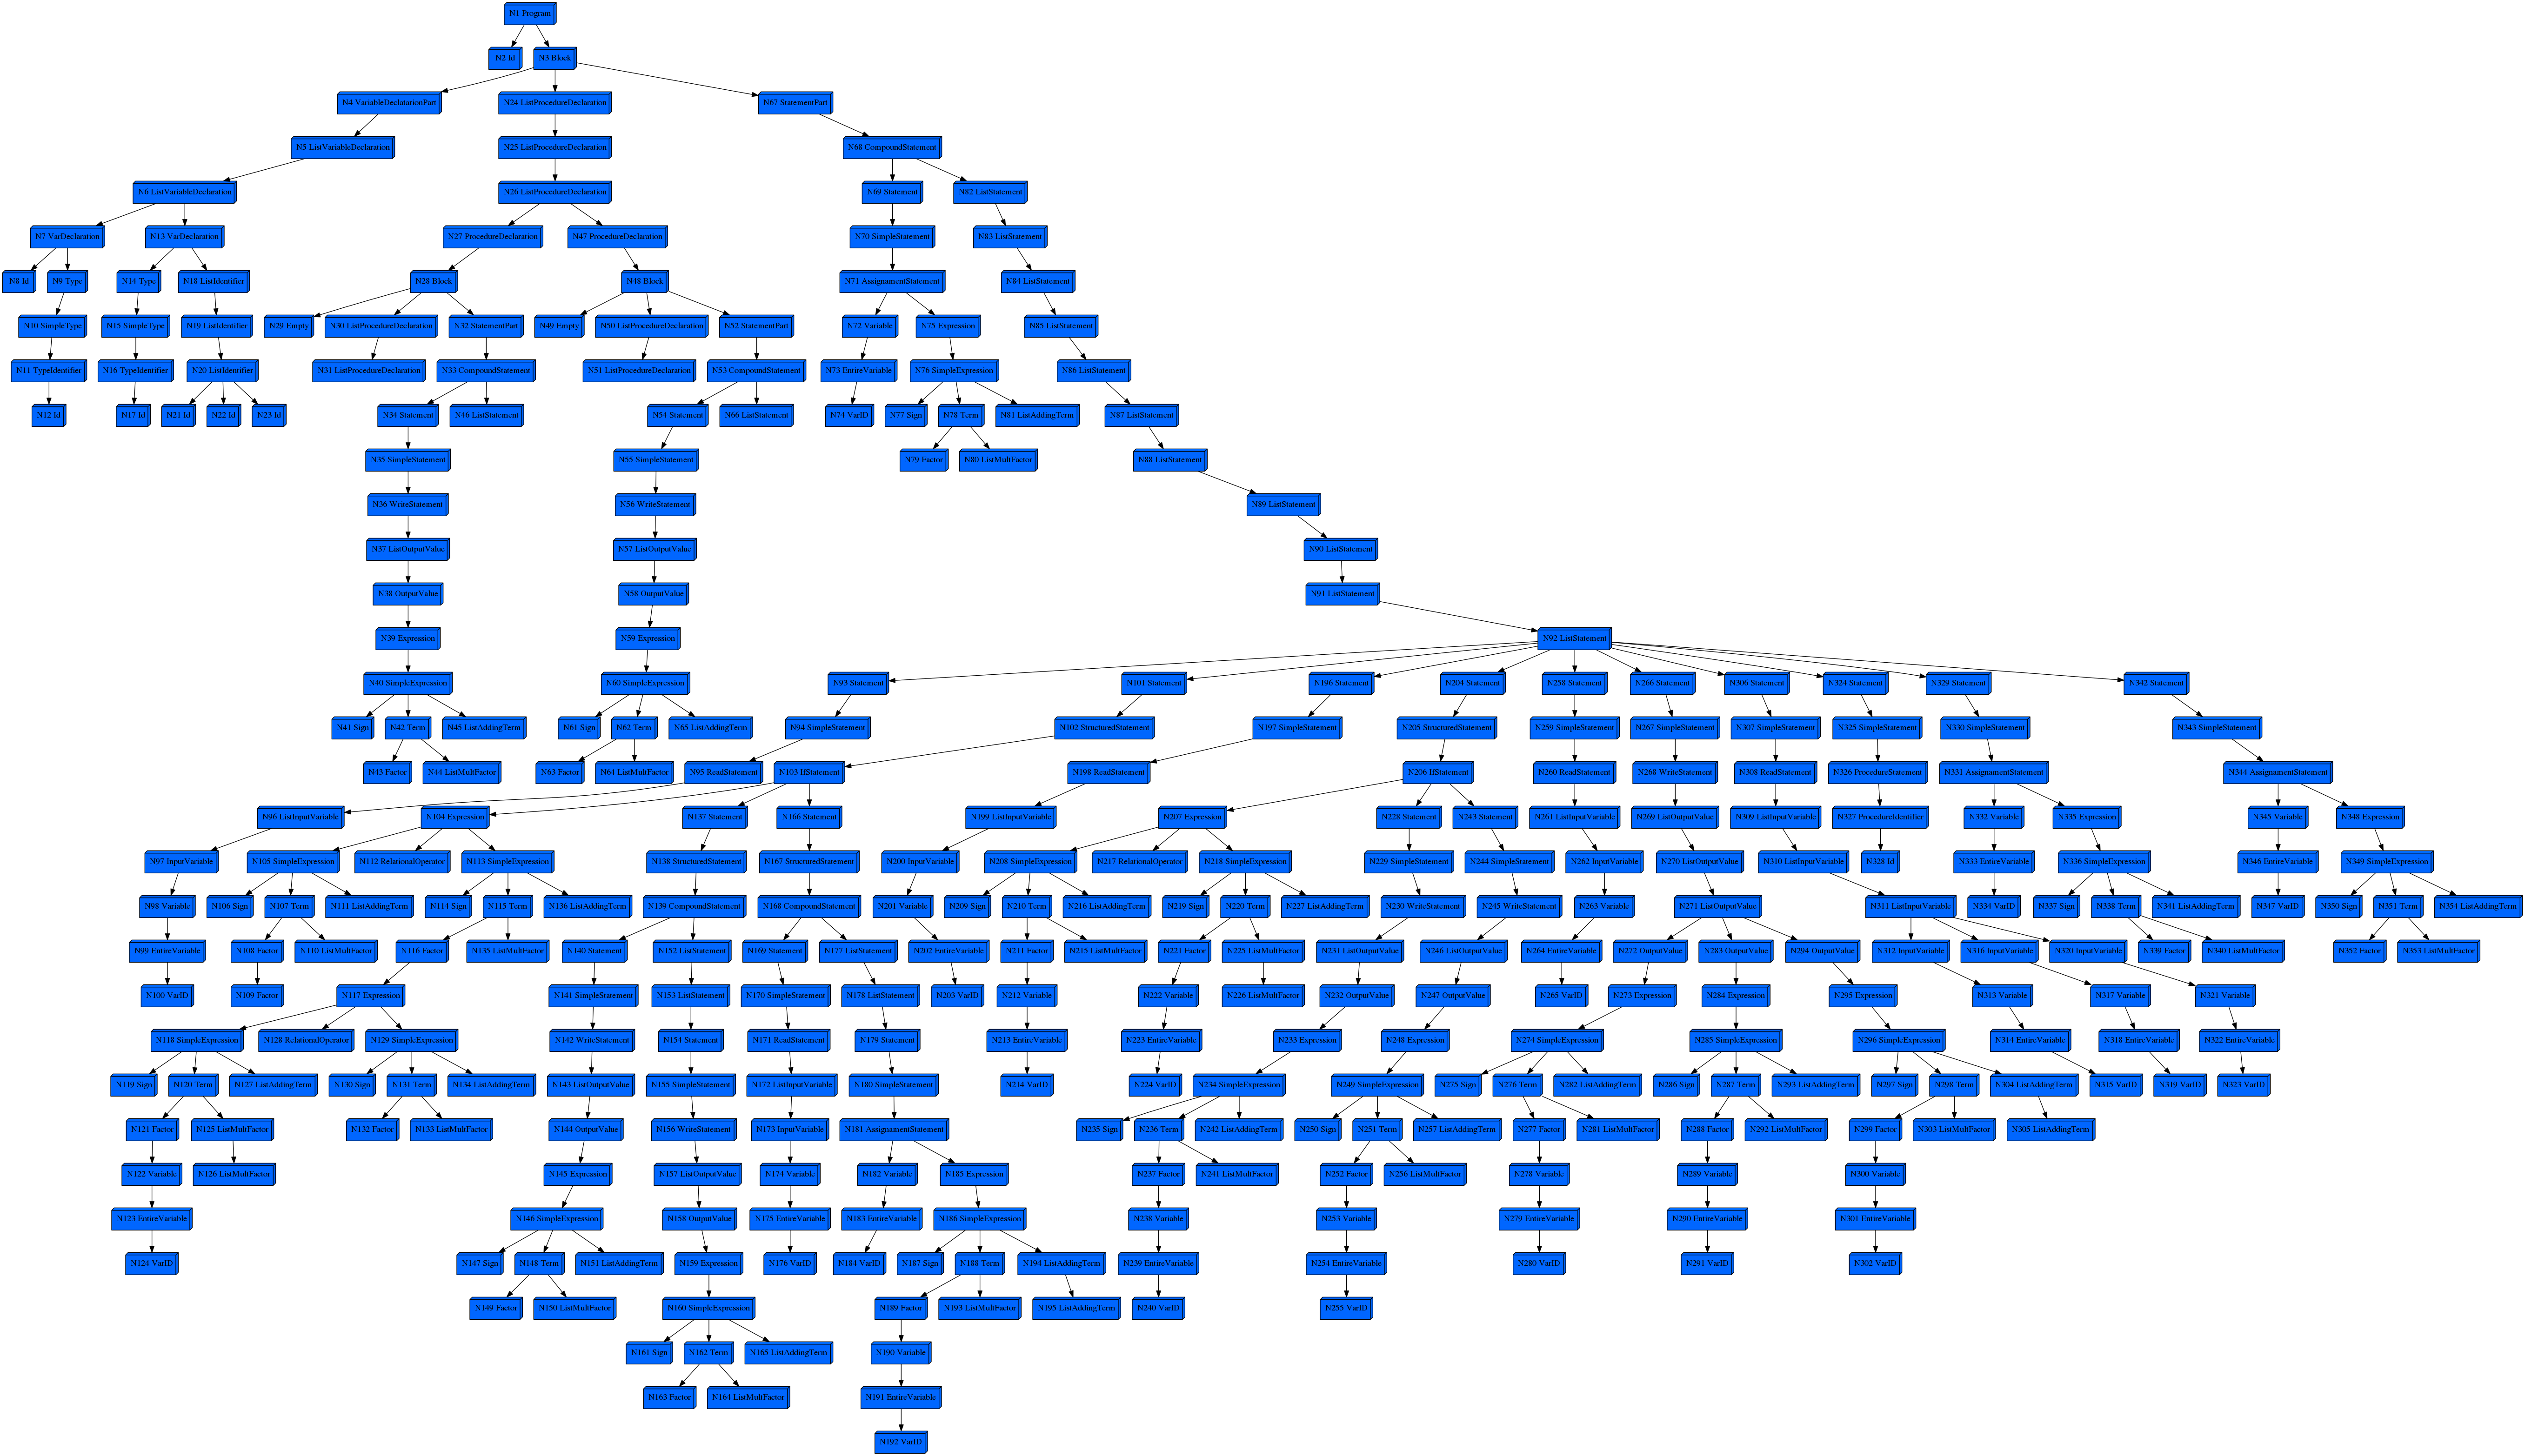 N1 Program
N2 Id
N3 Block
N4 VariableDeclatarionPart
N24 ListProcedureDeclaration
N67 StatementPart
N5 ListVariableDeclaration
N25 ListProcedureDeclaration
N68 CompoundStatement
N6 ListVariableDeclaration
N26 ListProcedureDeclaration
N69 Statement
N82 ListStatement
N7 VarDeclaration
N13 VarDeclaration
N27 ProcedureDeclaration
N47 ProcedureDeclaration
N70 SimpleStatement
N83 ListStatement
N8 Id
N9 Type
N14 Type
N18 ListIdentifier
N28 Block
N48 Block
N71 AssignamentStatement
N84 ListStatement
N10 SimpleType
N15 SimpleType
N19 ListIdentifier
N29 Empty
N30 ListProcedureDeclaration
N32 StatementPart
N49 Empty
N50 ListProcedureDeclaration
N52 StatementPart
N72 Variable
N75 Expression
N85 ListStatement
N11 TypeIdentifier
N16 TypeIdentifier
N20 ListIdentifier
N31 ListProcedureDeclaration
N33 CompoundStatement
N51 ListProcedureDeclaration
N53 CompoundStatement
N73 EntireVariable
N76 SimpleExpression
N86 ListStatement
N12 Id
N17 Id
N21 Id
N22 Id
N23 Id
N34 Statement
N46 ListStatement
N54 Statement
N66 ListStatement
N74 VarID
N77 Sign
N78 Term
N81 ListAddingTerm
N87 ListStatement
N35 SimpleStatement
N55 SimpleStatement
N79 Factor
N80 ListMultFactor
N88 ListStatement
N36 WriteStatement
N56 WriteStatement
N89 ListStatement
N37 ListOutputValue
N57 ListOutputValue
N90 ListStatement
N38 OutputValue
N58 OutputValue
N91 ListStatement
N39 Expression
N59 Expression
N92 ListStatement
N40 SimpleExpression
N60 SimpleExpression
N93 Statement
N101 Statement
N196 Statement
N204 Statement
N258 Statement
N266 Statement
N306 Statement
N324 Statement
N329 Statement
N342 Statement
N41 Sign
N42 Term
N45 ListAddingTerm
N61 Sign
N62 Term
N65 ListAddingTerm
N94 SimpleStatement
N102 StructuredStatement
N197 SimpleStatement
N205 StructuredStatement
N259 SimpleStatement
N267 SimpleStatement
N307 SimpleStatement
N325 SimpleStatement
N330 SimpleStatement
N343 SimpleStatement
N43 Factor
N44 ListMultFactor
N63 Factor
N64 ListMultFactor
N95 ReadStatement
N103 IfStatement
N198 ReadStatement
N206 IfStatement
N260 ReadStatement
N268 WriteStatement
N308 ReadStatement
N326 ProcedureStatement
N331 AssignamentStatement
N344 AssignamentStatement
N96 ListInputVariable
N104 Expression
N137 Statement
N166 Statement
N199 ListInputVariable
N207 Expression
N228 Statement
N243 Statement
N261 ListInputVariable
N269 ListOutputValue
N309 ListInputVariable
N327 ProcedureIdentifier
N332 Variable
N335 Expression
N345 Variable
N348 Expression
N97 InputVariable
N105 SimpleExpression
N112 RelationalOperator
N113 SimpleExpression
N138 StructuredStatement
N167 StructuredStatement
N200 InputVariable
N208 SimpleExpression
N217 RelationalOperator
N218 SimpleExpression
N229 SimpleStatement
N244 SimpleStatement
N262 InputVariable
N270 ListOutputValue
N310 ListInputVariable
N328 Id
N333 EntireVariable
N336 SimpleExpression
N346 EntireVariable
N349 SimpleExpression
N98 Variable
N106 Sign
N107 Term
N111 ListAddingTerm
N114 Sign
N115 Term
N136 ListAddingTerm
N139 CompoundStatement
N168 CompoundStatement
N201 Variable
N209 Sign
N210 Term
N216 ListAddingTerm
N219 Sign
N220 Term
N227 ListAddingTerm
N230 WriteStatement
N245 WriteStatement
N263 Variable
N271 ListOutputValue
N311 ListInputVariable
N334 VarID
N337 Sign
N338 Term
N341 ListAddingTerm
N347 VarID
N350 Sign
N351 Term
N354 ListAddingTerm
N99 EntireVariable
N108 Factor
N110 ListMultFactor
N116 Factor
N135 ListMultFactor
N140 Statement
N152 ListStatement
N169 Statement
N177 ListStatement
N202 EntireVariable
N211 Factor
N215 ListMultFactor
N221 Factor
N225 ListMultFactor
N231 ListOutputValue
N246 ListOutputValue
N264 EntireVariable
N272 OutputValue
N283 OutputValue
N294 OutputValue
N312 InputVariable
N316 InputVariable
N320 InputVariable
N339 Factor
N340 ListMultFactor
N352 Factor
N353 ListMultFactor
N100 VarID
N109 Factor
N117 Expression
N141 SimpleStatement
N153 ListStatement
N170 SimpleStatement
N178 ListStatement
N203 VarID
N212 Variable
N222 Variable
N226 ListMultFactor
N232 OutputValue
N247 OutputValue
N265 VarID
N273 Expression
N284 Expression
N295 Expression
N313 Variable
N317 Variable
N321 Variable
N118 SimpleExpression
N128 RelationalOperator
N129 SimpleExpression
N142 WriteStatement
N154 Statement
N171 ReadStatement
N179 Statement
N213 EntireVariable
N223 EntireVariable
N233 Expression
N248 Expression
N274 SimpleExpression
N285 SimpleExpression
N296 SimpleExpression
N314 EntireVariable
N318 EntireVariable
N322 EntireVariable
N119 Sign
N120 Term
N127 ListAddingTerm
N130 Sign
N131 Term
N134 ListAddingTerm
N143 ListOutputValue
N155 SimpleStatement
N172 ListInputVariable
N180 SimpleStatement
N214 VarID
N224 VarID
N234 SimpleExpression
N249 SimpleExpression
N275 Sign
N276 Term
N282 ListAddingTerm
N286 Sign
N287 Term
N293 ListAddingTerm
N297 Sign
N298 Term
N304 ListAddingTerm
N315 VarID
N319 VarID
N323 VarID
N121 Factor
N125 ListMultFactor
N132 Factor
N133 ListMultFactor
N144 OutputValue
N156 WriteStatement
N173 InputVariable
N181 AssignamentStatement
N235 Sign
N236 Term
N242 ListAddingTerm
N250 Sign
N251 Term
N257 ListAddingTerm
N277 Factor
N281 ListMultFactor
N288 Factor
N292 ListMultFactor
N299 Factor
N303 ListMultFactor
N305 ListAddingTerm
N122 Variable
N126 ListMultFactor
N145 Expression
N157 ListOutputValue
N174 Variable
N182 Variable
N185 Expression
N237 Factor
N241 ListMultFactor
N252 Factor
N256 ListMultFactor
N278 Variable
N289 Variable
N300 Variable
N123 EntireVariable
N146 SimpleExpression
N158 OutputValue
N175 EntireVariable
N183 EntireVariable
N186 SimpleExpression
N238 Variable
N253 Variable
N279 EntireVariable
N290 EntireVariable
N301 EntireVariable
N124 VarID
N147 Sign
N148 Term
N151 ListAddingTerm
N159 Expression
N176 VarID
N184 VarID
N187 Sign
N188 Term
N194 ListAddingTerm
N239 EntireVariable
N254 EntireVariable
N280 VarID
N291 VarID
N302 VarID
N149 Factor
N150 ListMultFactor
N160 SimpleExpression
N189 Factor
N193 ListMultFactor
N195 ListAddingTerm
N240 VarID
N255 VarID
N161 Sign
N162 Term
N165 ListAddingTerm
N190 Variable
N163 Factor
N164 ListMultFactor
N191 EntireVariable
N192 VarID